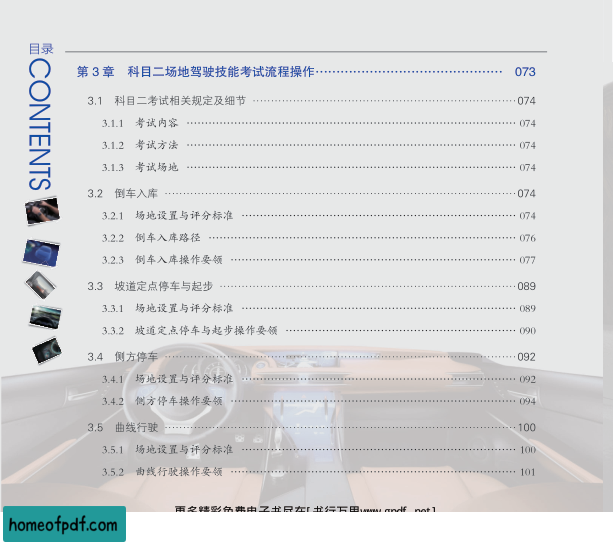 目录
CONTENTS
第 3 章 科目二场地驾驶技能考试流程操作………………………………………… 073
3.1 科目二考试相关规定及细节 ………………………………………………………074
3.1.1 考试内容 ……………………………………………………………………… 074
3.1.2 考试方法 ……………………………………………………………………… 074
3.1.3 考试场地 ……………………………………………………………………… 074
3.2 倒车入库 …………………………………………………………………………074
3.2.1 场地设置与评分标准 ………………………………………………………… 074
3.2.2 倒车入库路径 ………………………………………………………………… 076
3.2.3 倒车入库操作要领 …………………………………………………………… 077
3.3 坡道定点停车与起步 ……………………………………………………………089
3.3.1 场地设置与评分标准 ………………………………………………………… 089
3.3.2 坡道定点停车与起步操作要领 ……………………………………………… 090
3.4 侧方停车 …………………………………………………………………………092
3.4.1 场地设置与评分标准 ………………………………………………………… 092
3.4.2 侧方停车操作要领 …………………………………………………………… 094
3.5 曲线行驶 …………………………………………………………………………100
3.5.1 场地设置与评分标准 ………………………………………………………… 100
3.5.2 曲线行驶操作要领 …………………………………………………………… 101
更多精彩免费电子书尽在[ 书行万里www.gpdf . net]
homeofpdf.com